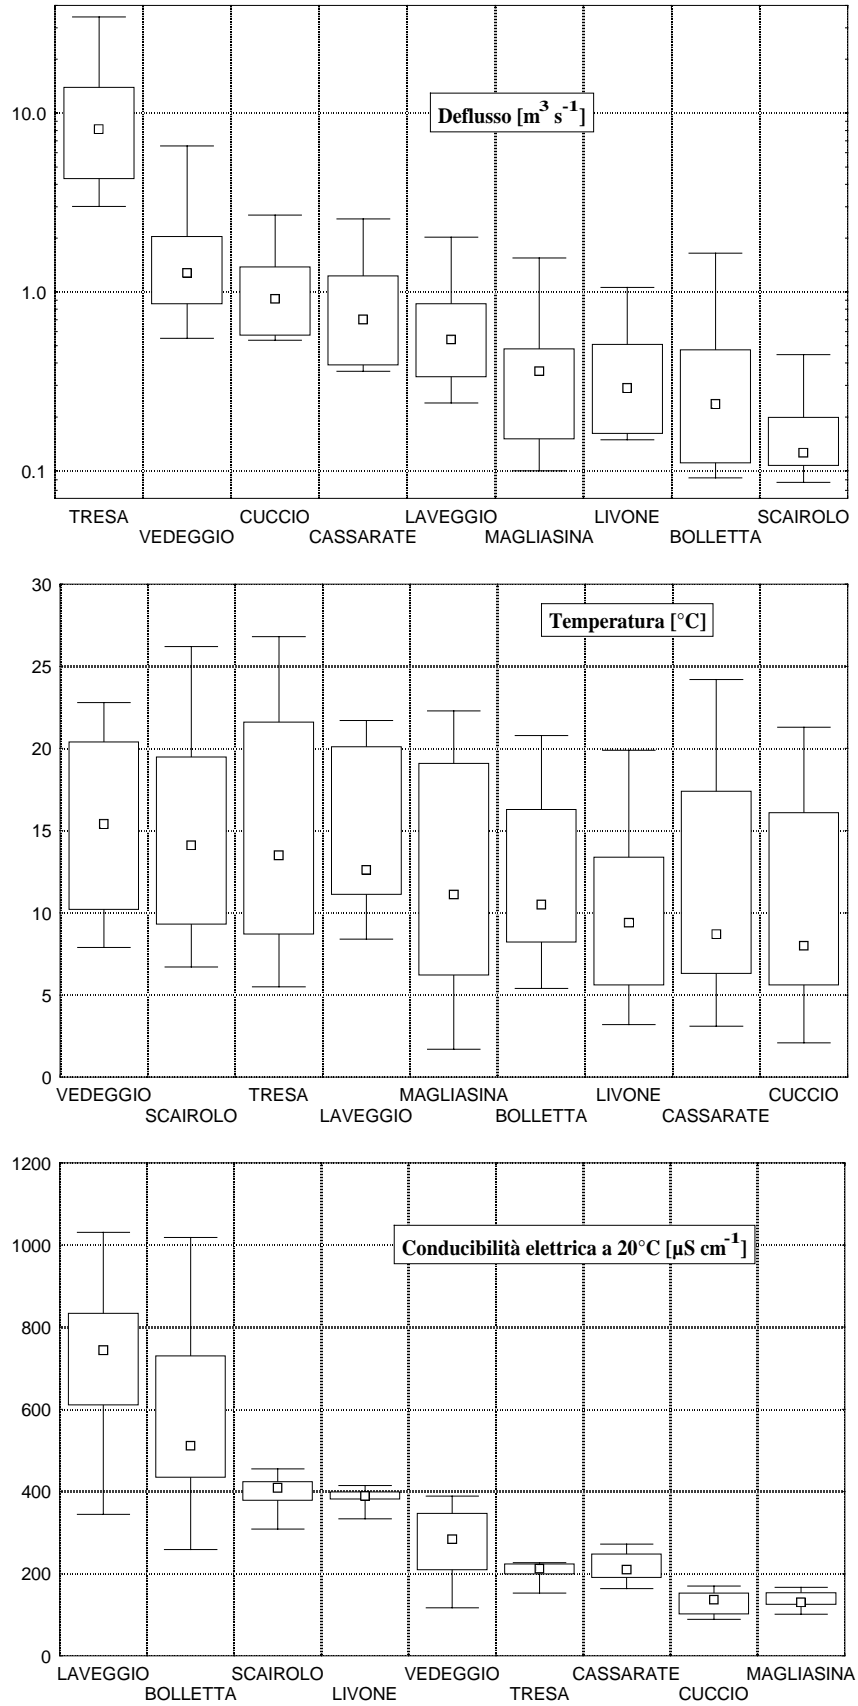 Deflusso [m³ s⁻¹]
10.0
1.0
0.1
TRESA CUCCIO LAVEGGIO LIVONE SCAIROLO
VEDEGGIO CASSARATE MAGLIASINA BOLLETTA
30
Temperatura [°C]
25
20
15
10
5
0
VEDEGGIO TRESA MAGLIASINA LIVONE CUCCIO
SCAIROLO LAVEGGIO BOLLETTA CASSARATE
1200
Conducibilità elettrica a 20°C [µS cm⁻¹]
1000
800
600
400
200
0
LAVEGGIO SCAIROLO VEDEGGIO CASSARATE MAGLIASINA
BOLLETTA LIVONE TRESA CUCCIO